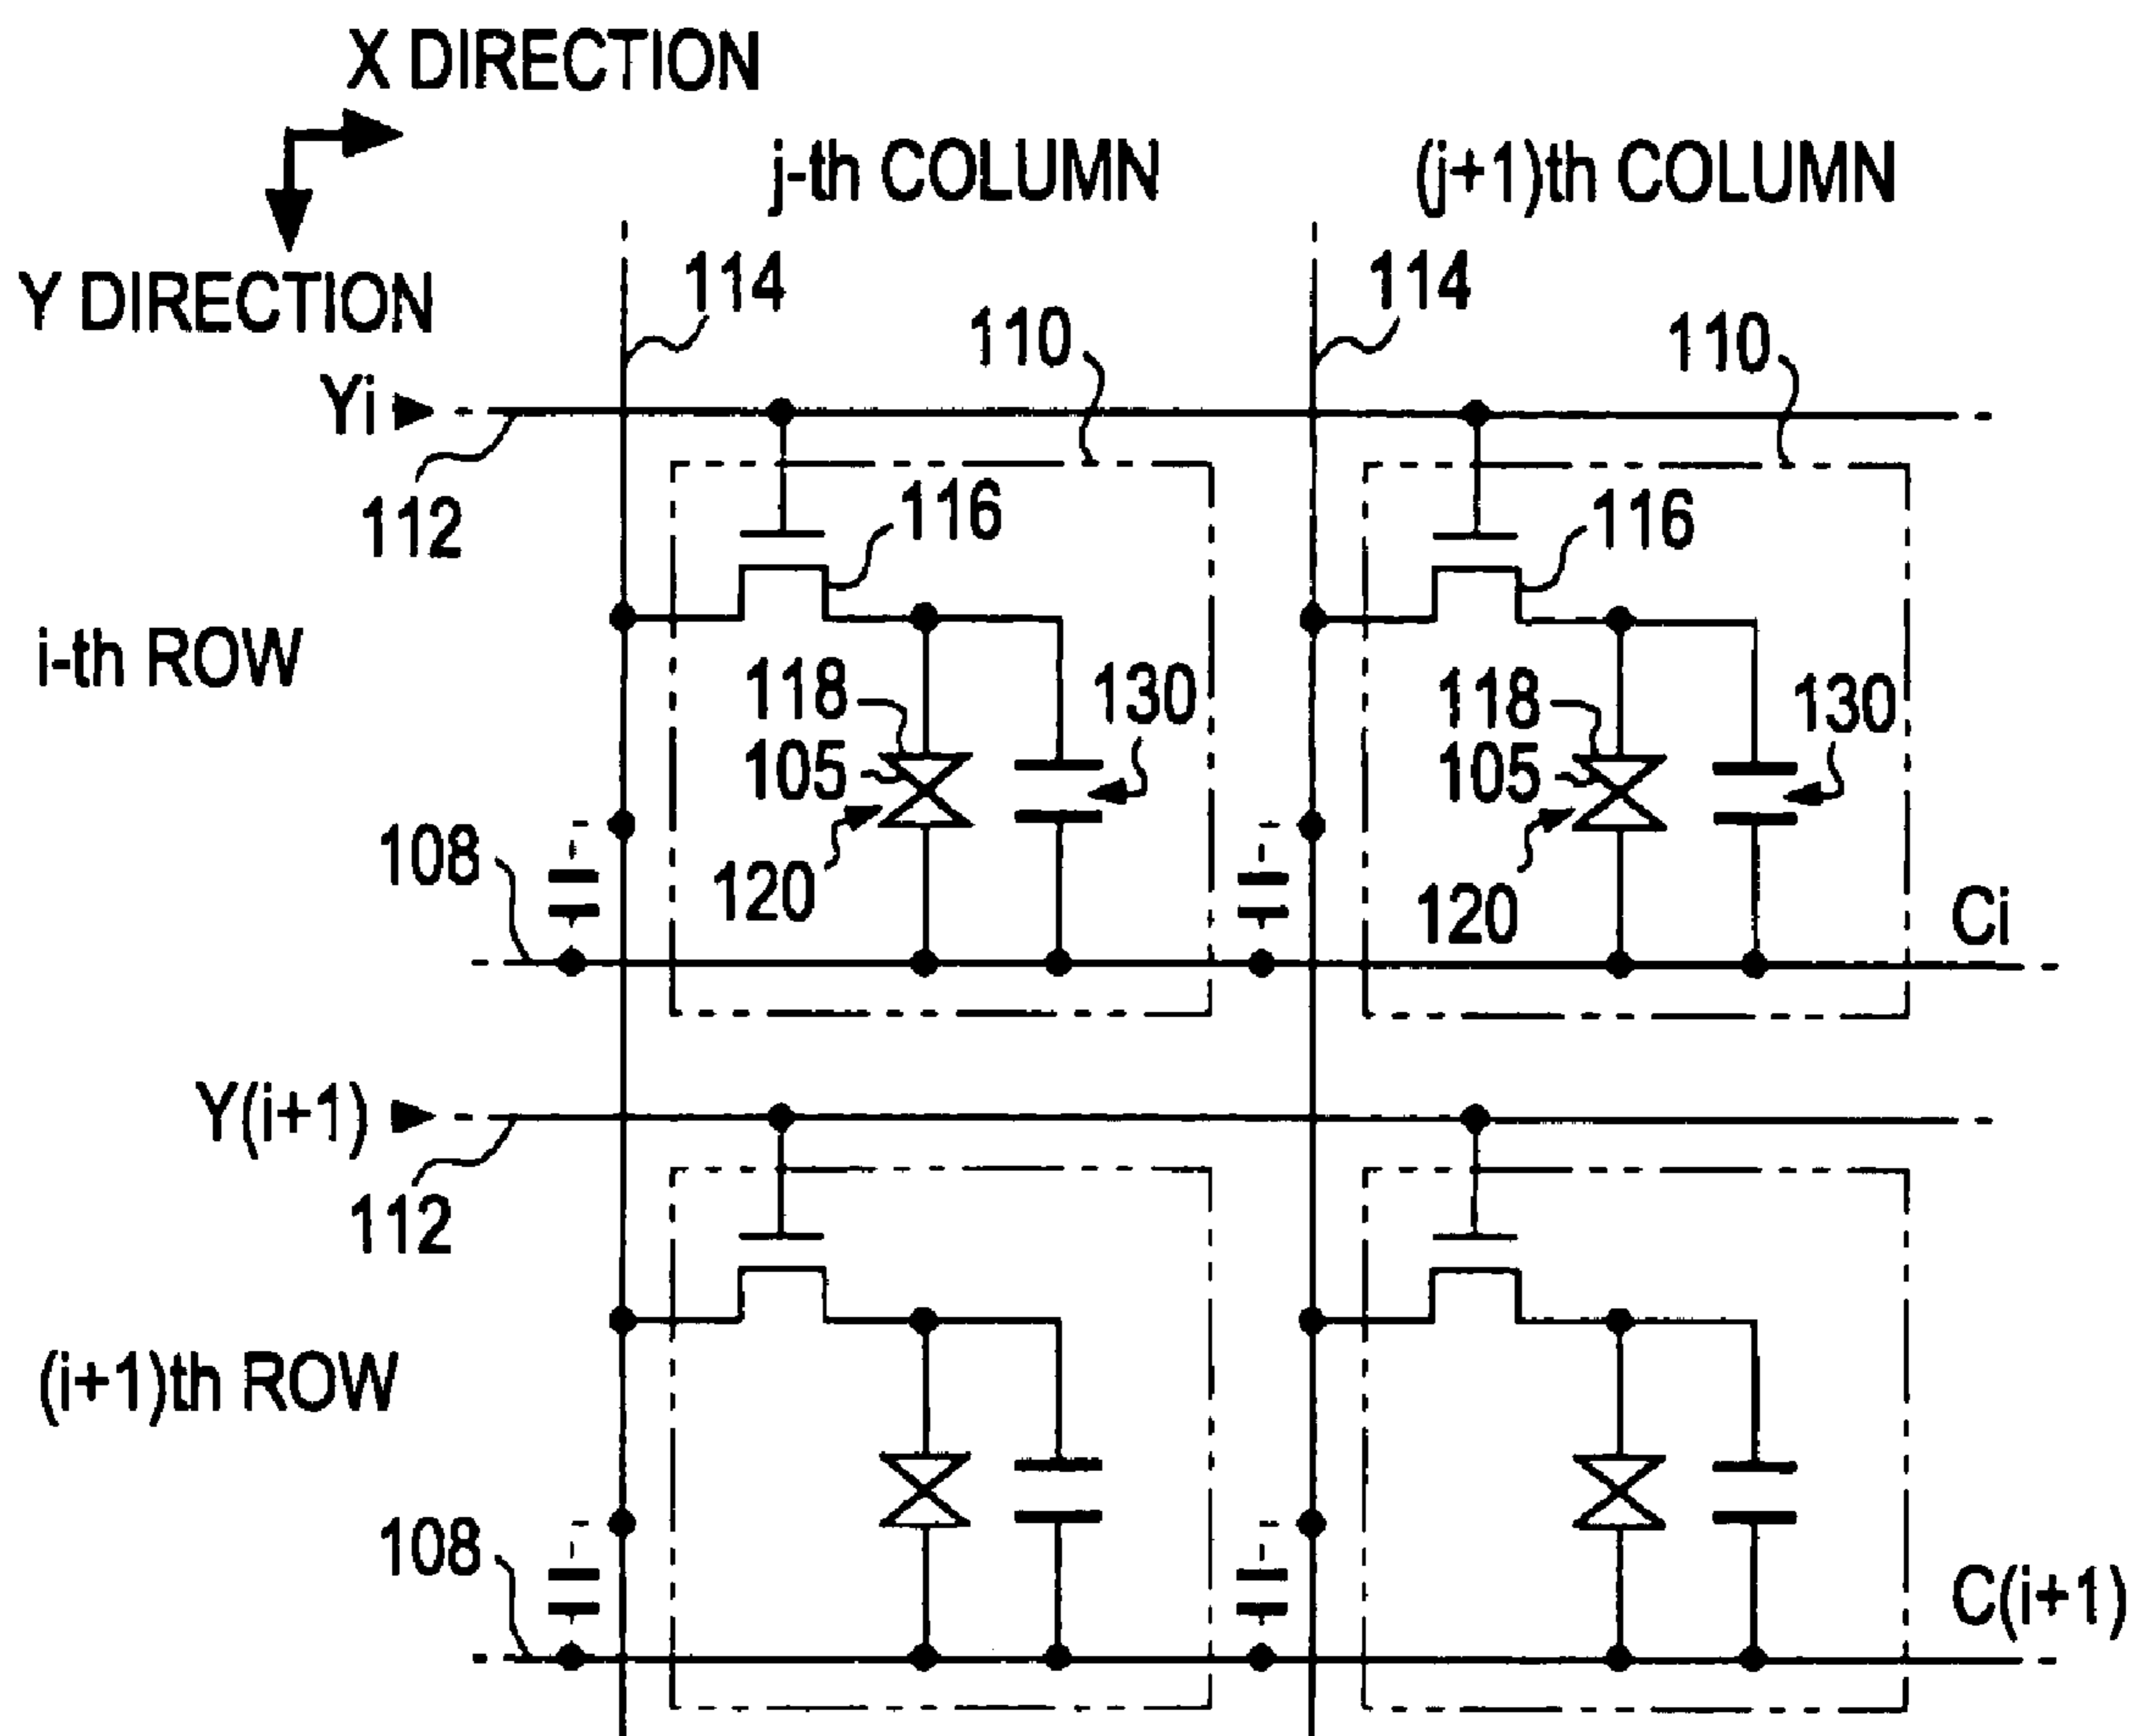 X DIRECTION
Y DIRECTION
j-th COLUMN
(j+1)th COLUMN
114
114
110
110
Yi
112
116
116
i-th ROW
118
130
118
130
105
105
108
120
120
Ci
Y(i+1)
112
(i+1)th ROW
108
C(i+1)